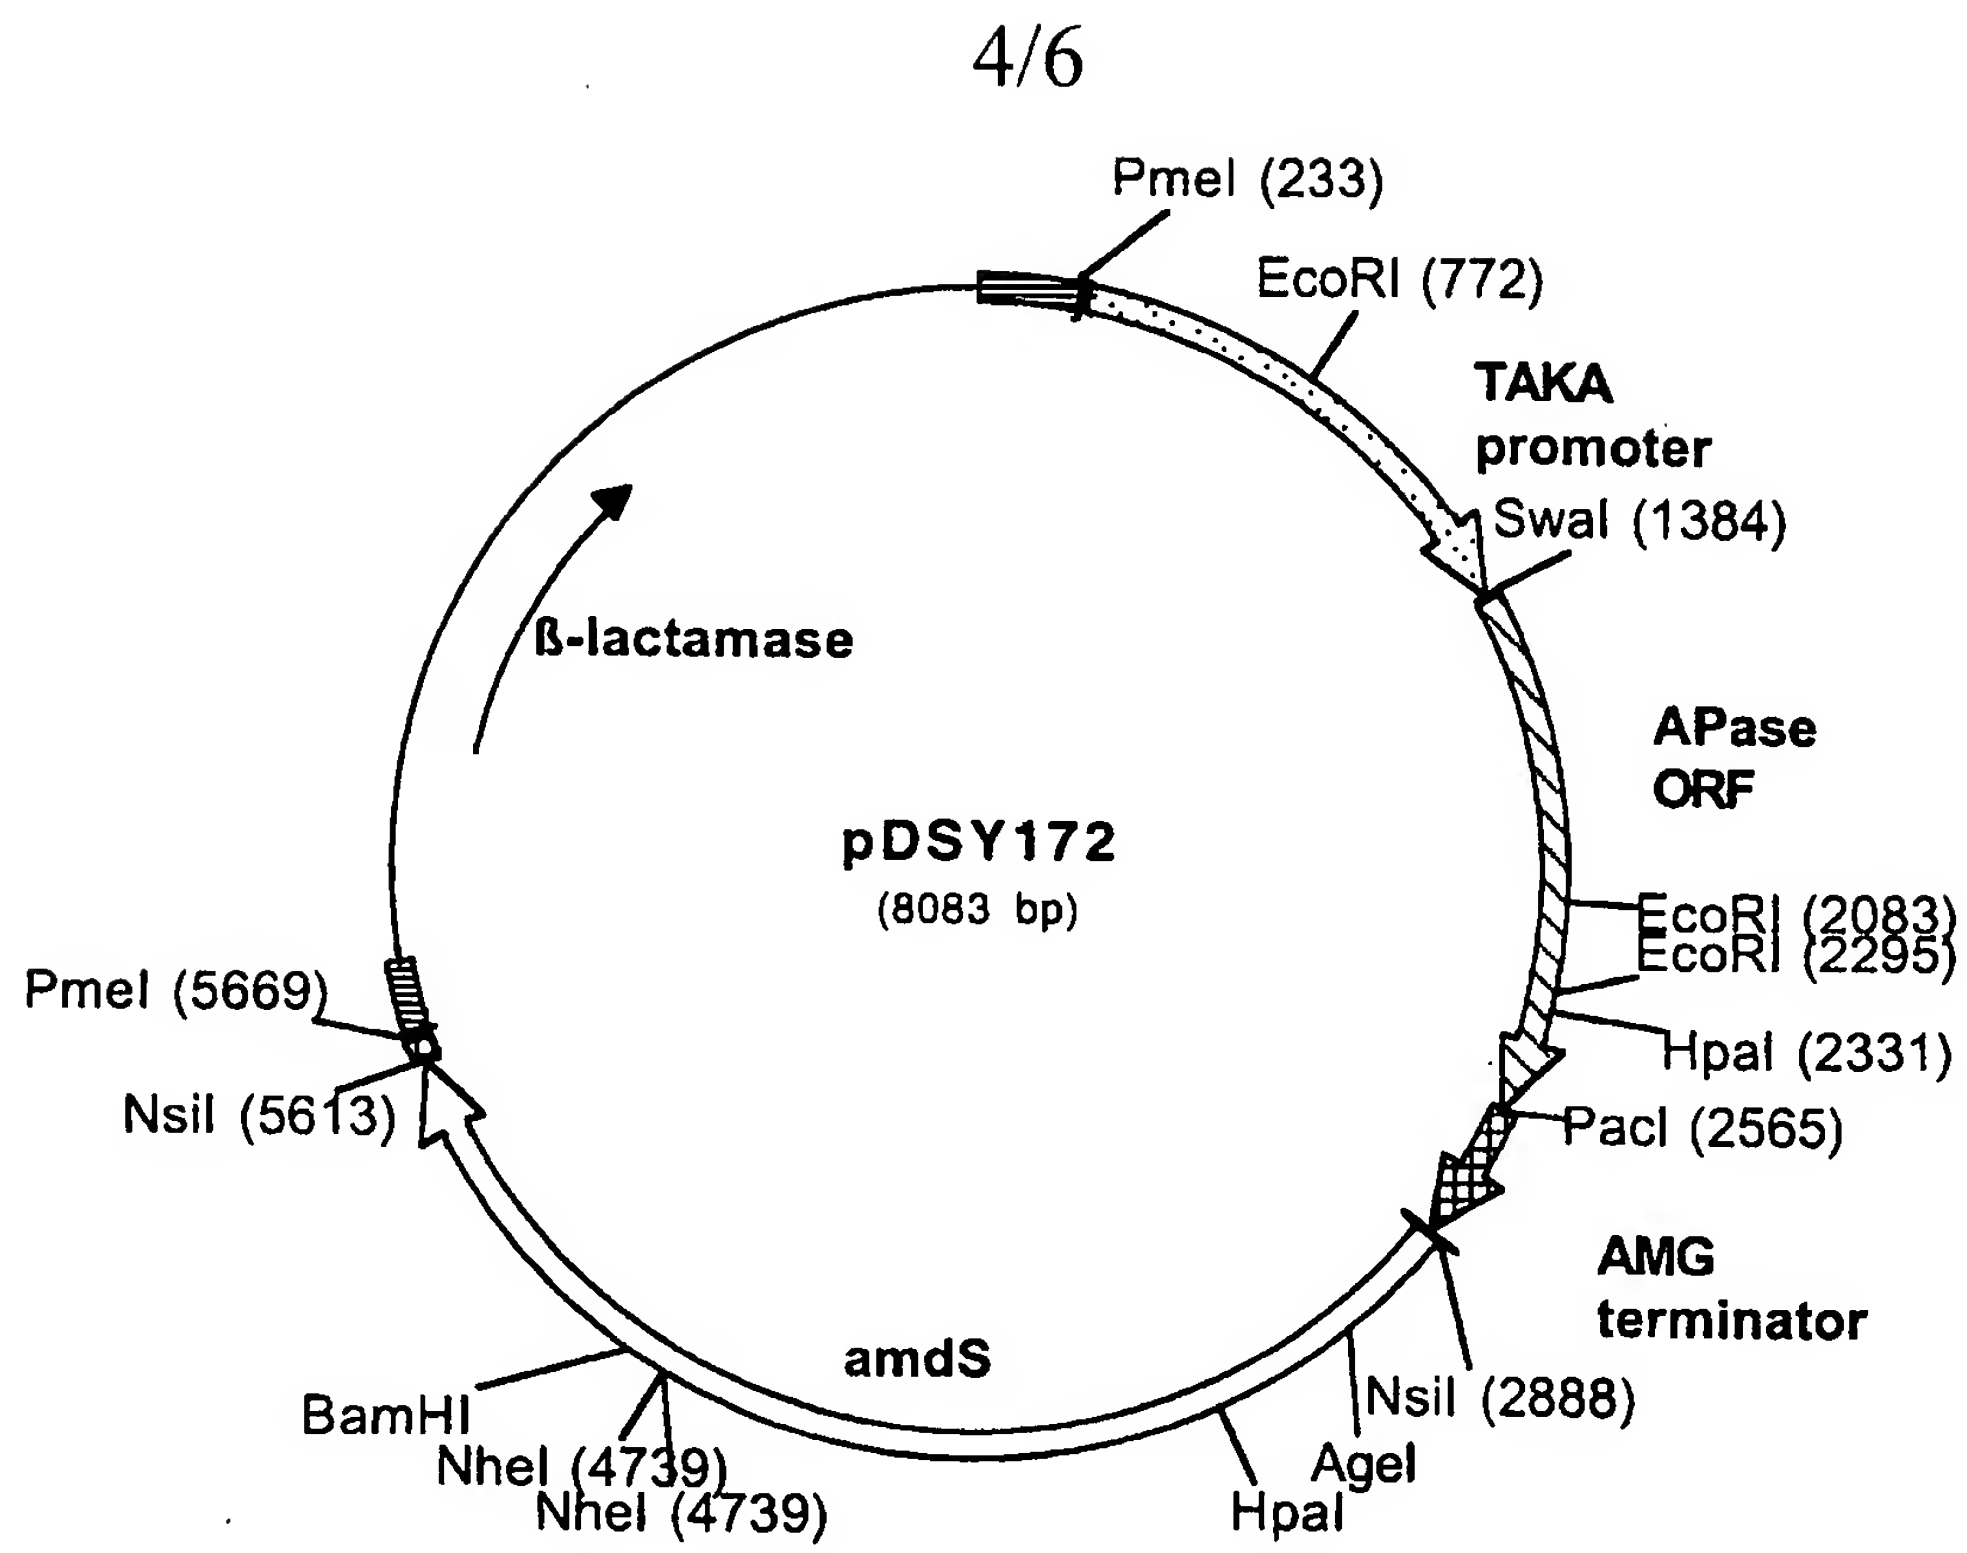 4/6
PmeI (233)
EcoRI (772)
TAKA
promoter
SwaI (1384)
ß-lactamase
APase
ORF
pDSY172
(8083 bp)
EcoRI (2083)
EcoRI (2295)
PmeI (5669)
HpaI (2331)
NsiI (5613)
PacI (2565)
AMG
terminator
amdS
NsiI (2888)
BamHI
AgeI
NheI (4739)
NheI (4739)
HpaI